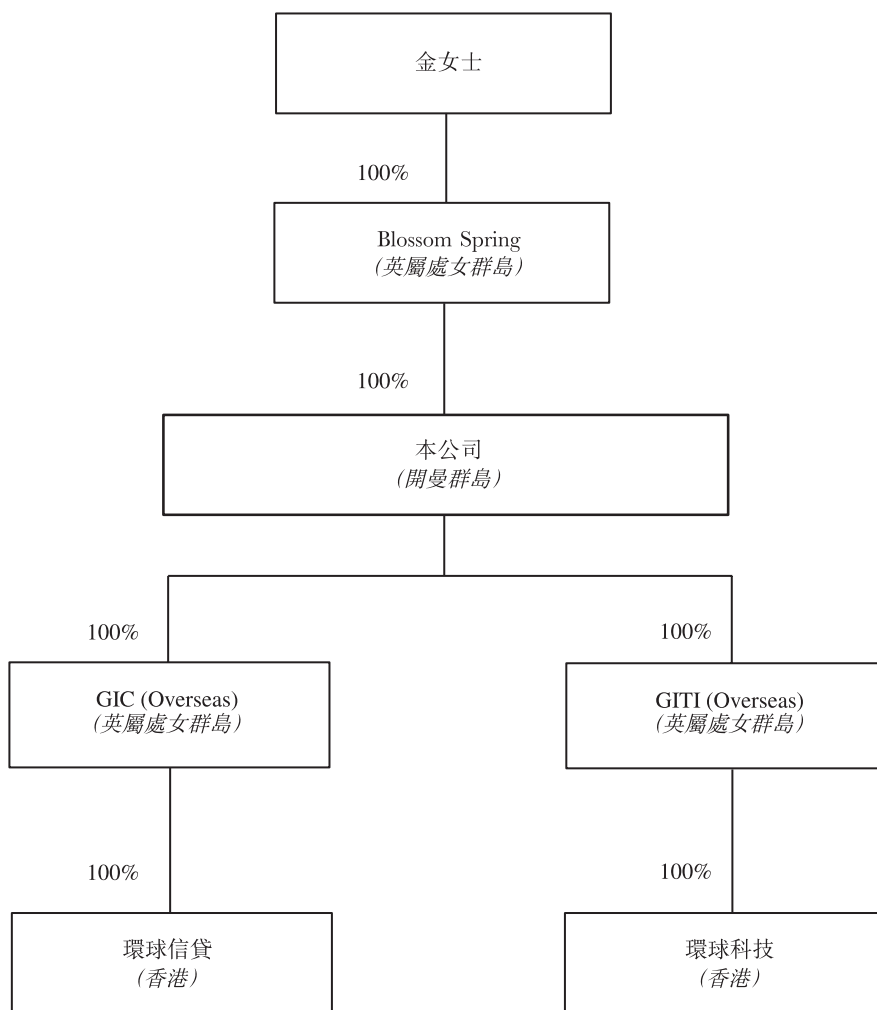 金女士
100%
Blossom Spring
(英屬處女群島)
100%
本公司
(開曼群島)
100%
100%
GIC (Overseas)
(英屬處女群島)
GITI (Overseas)
(英屬處女群島)
100%
100%
環球信貸
(香港)
環球科技
(香港)